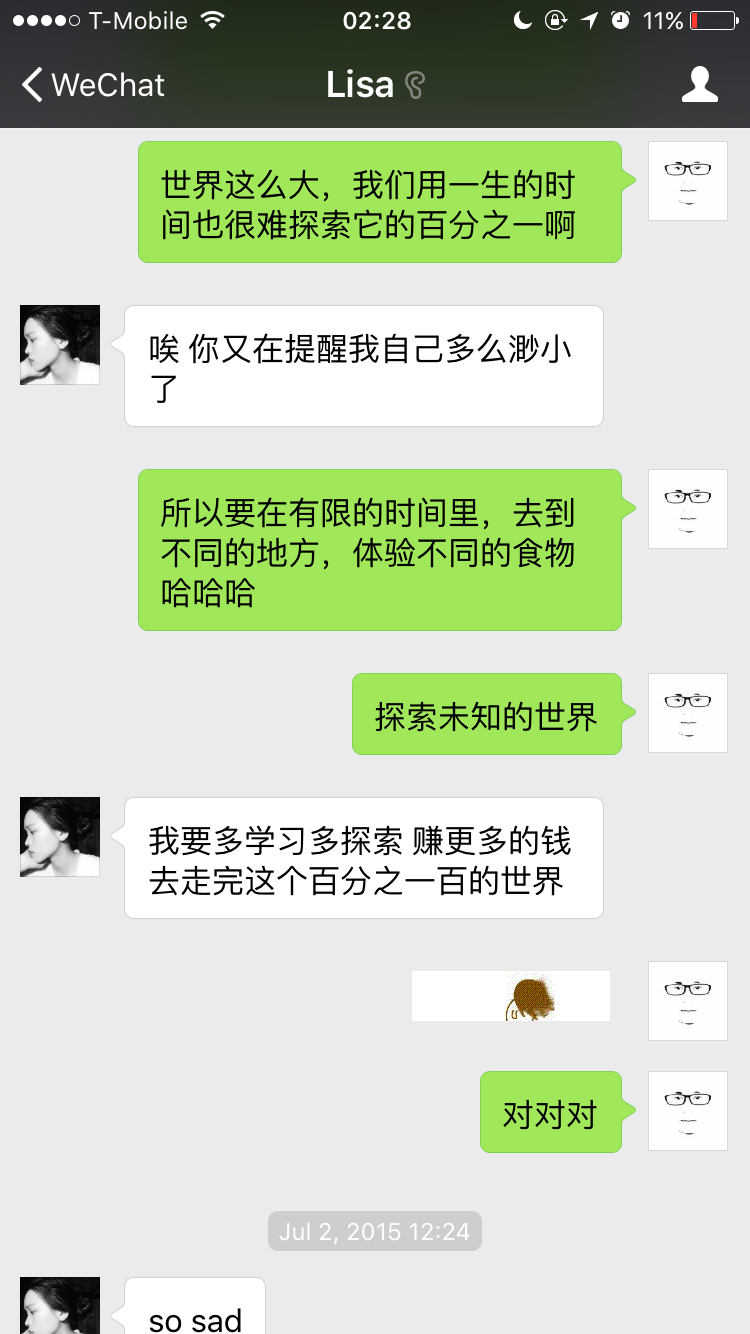 T-Mobile 02:28 11%
WeChat Lisa
世界这么大，我们用一生的时
间也很难探索它的百分之一啊
唉 你又在提醒我自己多么渺小
了
所以要在有限的时间里，去到
不同的地方，体验不同的食物
哈哈哈
探索未知的世界
我要多学习多探索 赚更多的钱
去走完这个百分之一百的世界
对对对
Jul 2, 2015 12:24
so sad